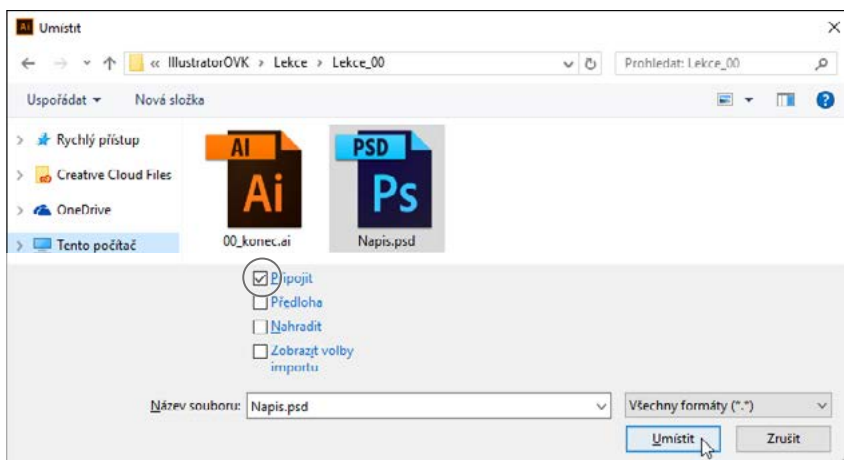 Ai Umístit
« IllustratorOVK > Lekce > Lekce_00 Prohledat: Lekce_00
Uspořádat Nová složka
Rychlý přístup
Creative Cloud Files
OneDrive
Tento počítač
AI Ai
00_konec.ai
PSD Ps
Napis.psd
Připojit
Předloha
Nahradit
Zobrazit volby
importu
Název souboru: Napis.psd Všechny formáty (*.*)
Umístit Zrušit